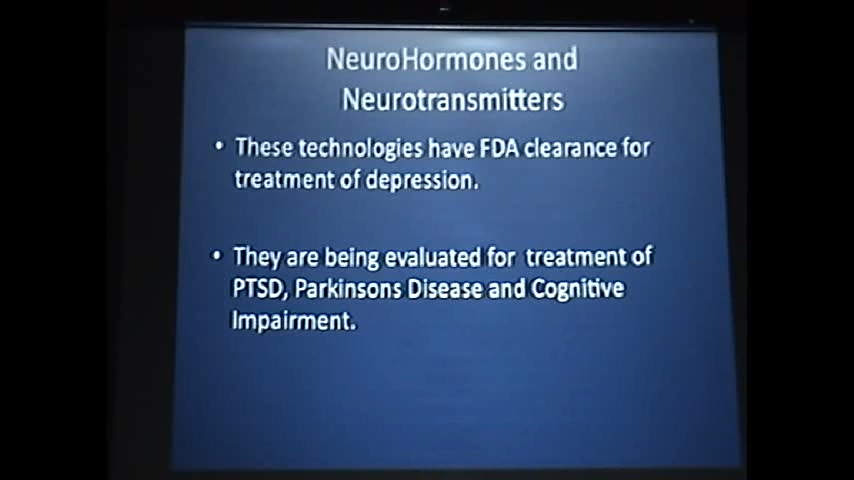 NeuroHormones and
Neurotransmitters
• These technologies have FDA clearance for
treatment of depression.
• They are being evaluated for treatment of
PTSD, Parkinsons Disease and Cognitive
Impairment.